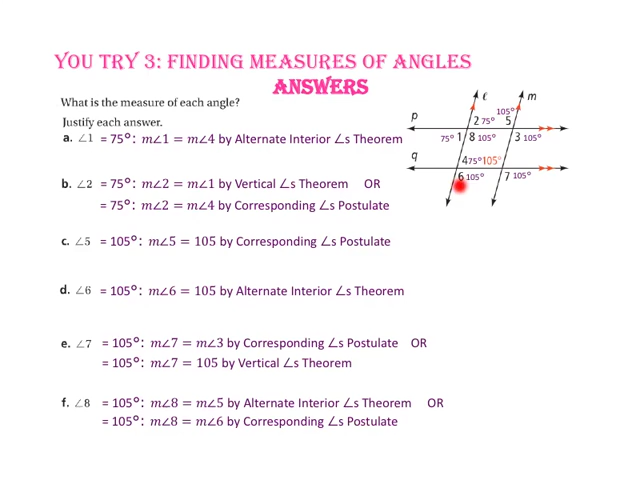 YOU TRY 3: FINDING MEASURES OF ANGLES
ANSWERS
What is the measure of each angle?
Justify each answer.
a. ∠1 = 75°: m∠1 = m∠4 by Alternate Interior ∠s Theorem
b. ∠2 = 75°: m∠2 = m∠1 by Vertical ∠s Theorem OR
= 75°: m∠2 = m∠4 by Corresponding ∠s Postulate
c. ∠5 = 105°: m∠5 = 105 by Corresponding ∠s Postulate
d. ∠6 = 105°: m∠6 = 105 by Alternate Interior ∠s Theorem
e. ∠7 = 105°: m∠7 = m∠3 by Corresponding ∠s Postulate OR
= 105°: m∠7 = 105 by Vertical ∠s Theorem
f. ∠8 = 105°: m∠8 = m∠5 by Alternate Interior ∠s Theorem OR
= 105°: m∠8 = m∠6 by Corresponding ∠s Postulate
ℓ m
105°
p 2 75° 5
75° 1 8 105° 3 105°
q 4 75° 105°
6 105° 7 105°